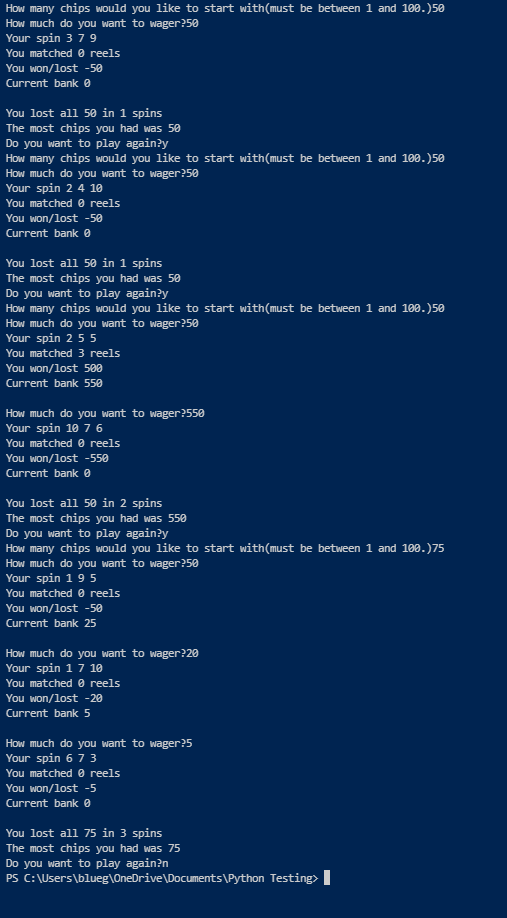 How many chips would you like to start with(must be between 1 and 100.)50
How much do you want to wager?50
Your spin 3 7 9
You matched 0 reels
You won/lost -50
Current bank 0
You lost all 50 in 1 spins
The most chips you had was 50
Do you want to play again?y
How many chips would you like to start with(must be between 1 and 100.)50
How much do you want to wager?50
Your spin 2 4 10
You matched 0 reels
You won/lost -50
Current bank 0
You lost all 50 in 1 spins
The most chips you had was 50
Do you want to play again?y
How many chips would you like to start with(must be between 1 and 100.)50
How much do you want to wager?50
Your spin 2 5 5
You matched 3 reels
You won/lost 500
Current bank 550
How much do you want to wager?550
Your spin 10 7 6
You matched 0 reels
You won/lost -550
Current bank 0
You lost all 50 in 2 spins
The most chips you had was 550
Do you want to play again?y
How many chips would you like to start with(must be between 1 and 100.)75
How much do you want to wager?50
Your spin 1 9 5
You matched 0 reels
You won/lost -50
Current bank 25
How much do you want to wager?20
Your spin 1 7 10
You matched 0 reels
You won/lost -20
Current bank 5
How much do you want to wager?5
Your spin 6 7 3
You matched 0 reels
You won/lost -5
Current bank 0
You lost all 75 in 3 spins
The most chips you had was 75
Do you want to play again?n
PS C:\Users\blueg\OneDrive\Documents\Python Testing>